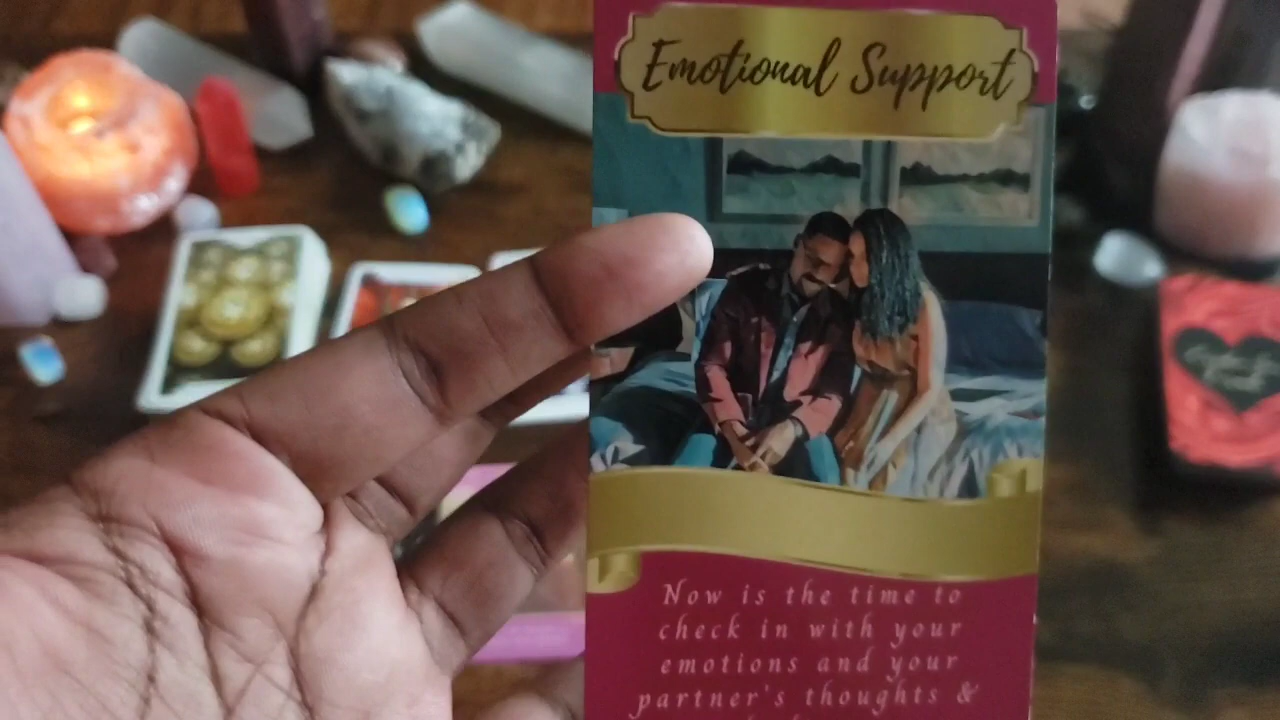 Emotional Support
Now is the time to
check in with your
emotions and your
partner's thoughts &